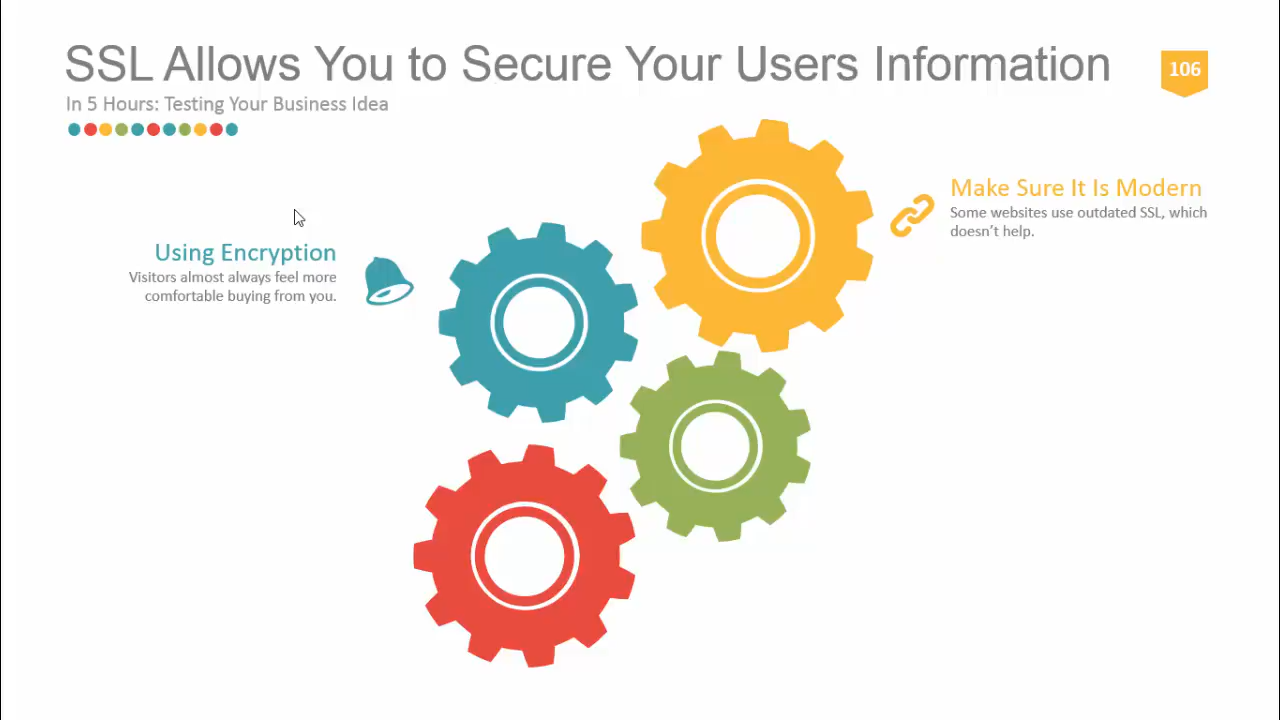 SSL Allows You to Secure Your Users Information
106
In 5 Hours: Testing Your Business Idea
Make Sure It Is Modern
Some websites use outdated SSL, which
doesn't help.
Using Encryption
Visitors almost always feel more
comfortable buying from you.